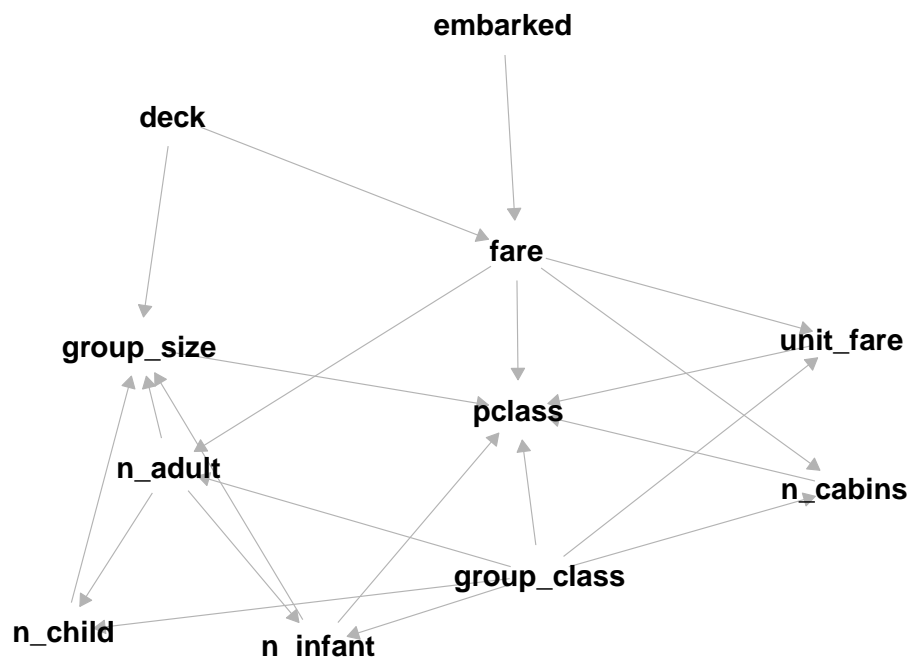 embarked
deck
fare
group_size
unit_fare
pclass
n_adult
n_cabins
group_class
n_child
n_infant